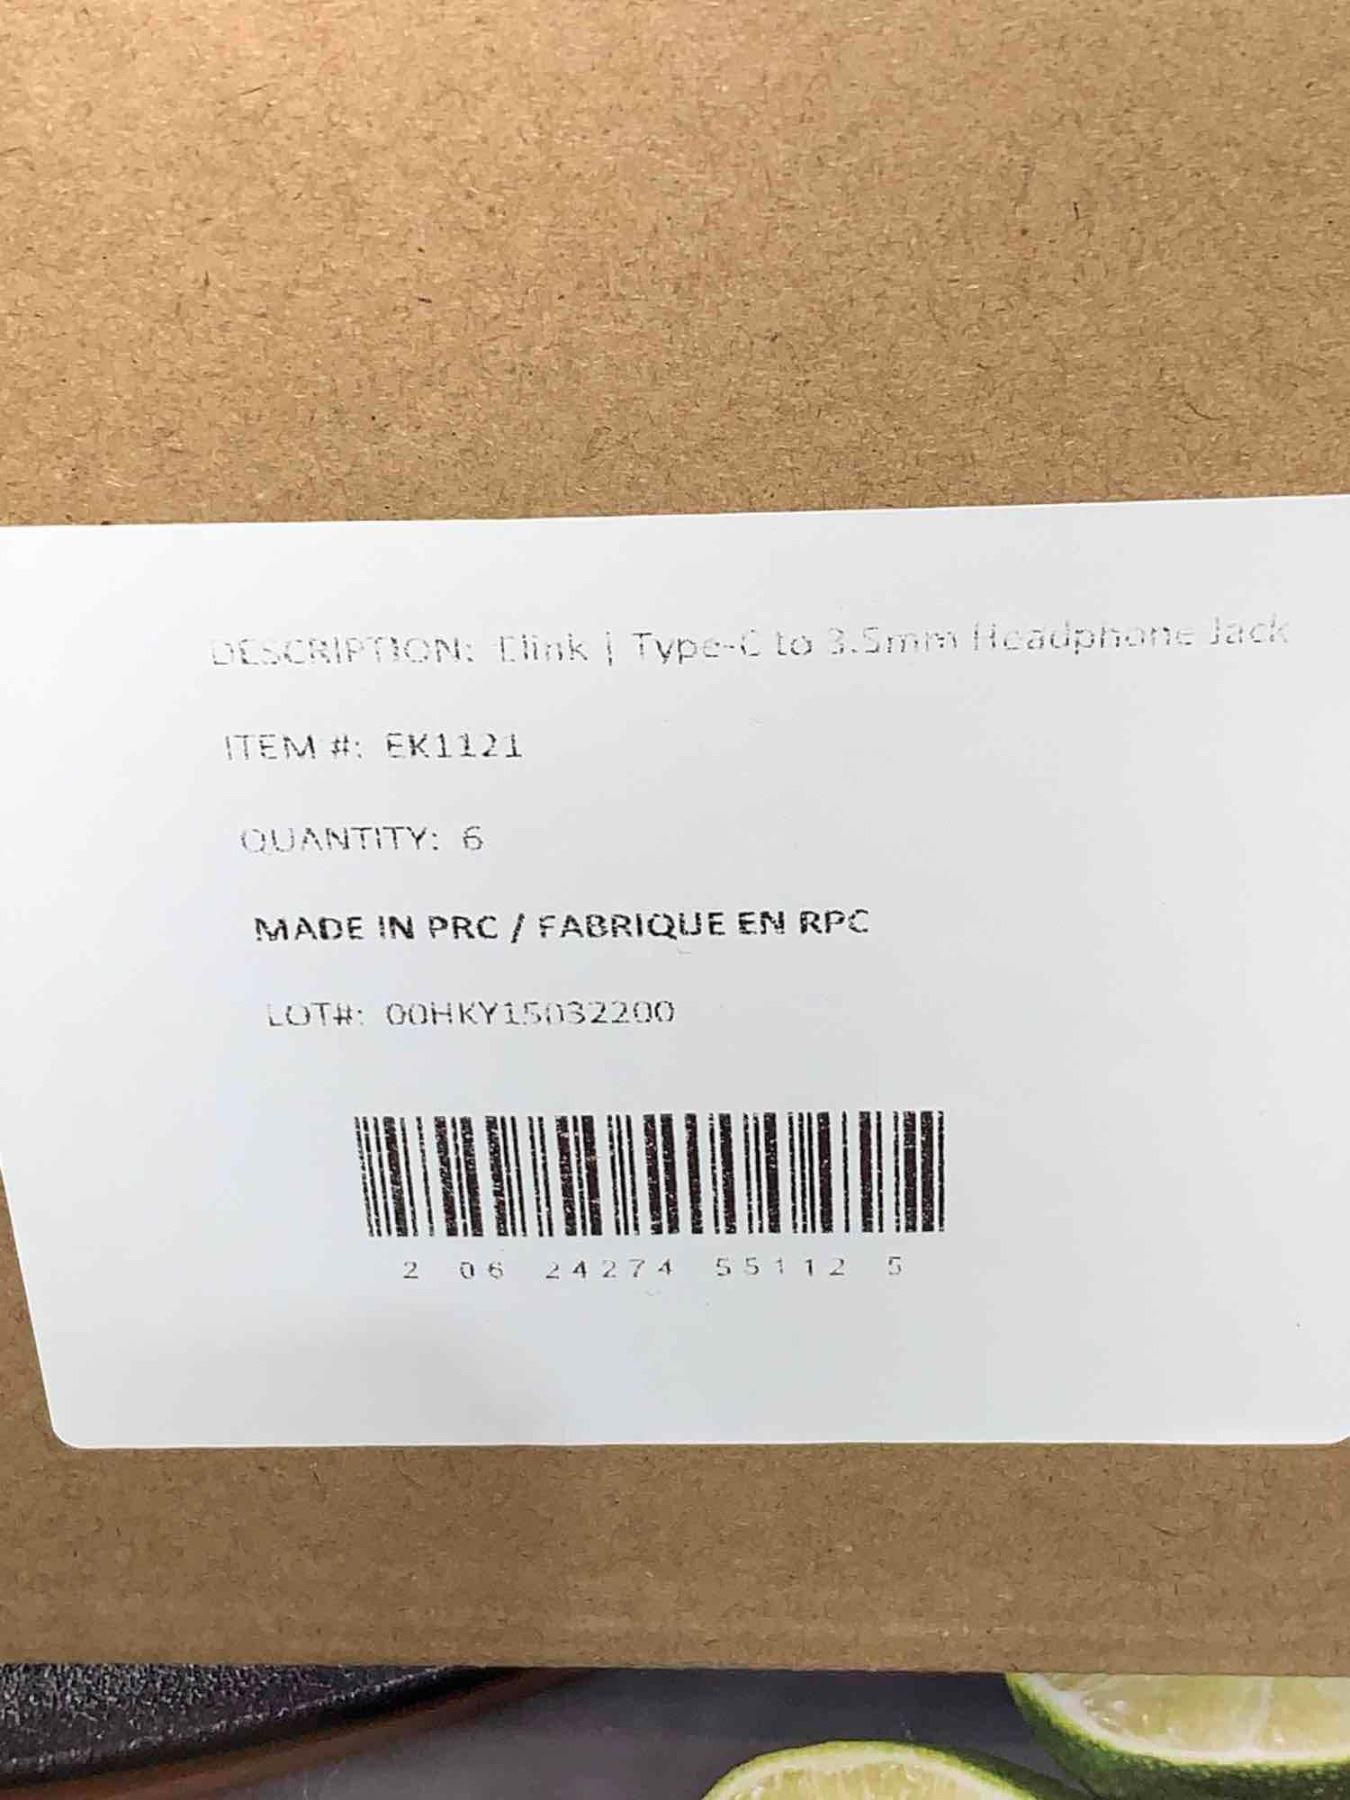 DESCRIPTION: Elink | Type-C to 3.5mm Headphone Jack
ITEM #: EK1121
QUANTITY: 6
MADE IN PRC / FABRIQUE EN RPC
LOT#: 00HKY15032200
2 06 24274 55112 5